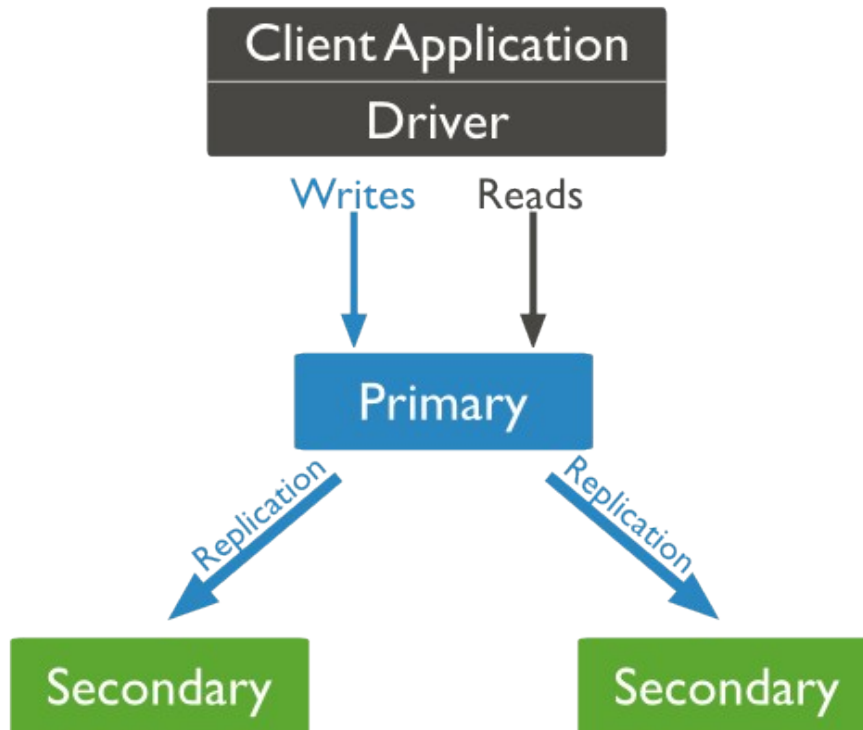 Client Application
Driver
Writes
Reads
Primary
Replication
Replication
Secondary
Secondary